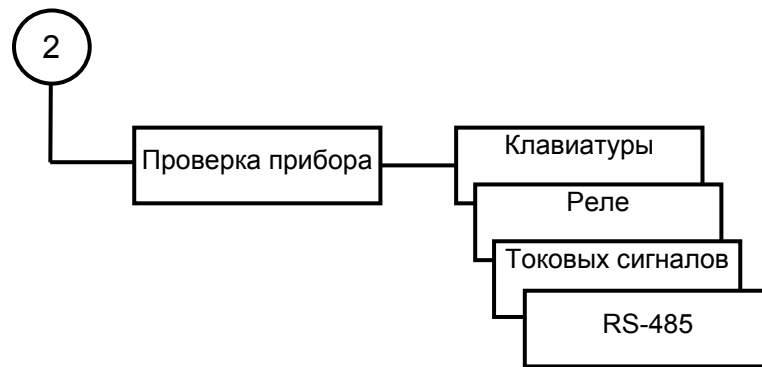 2
Проверка прибора
Клавиатуры
Реле
Токовых сигналов
RS-485